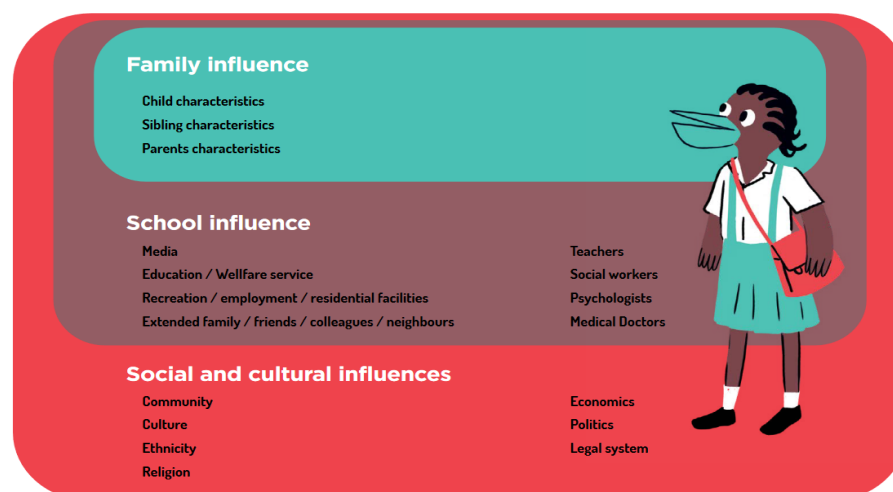 Family influence
Child characteristics
Sibling characteristics
Parents characteristics
School influence
Media
Education / Wellfare service
Recreation / employment / residential facilities
Extended family / friends / colleagues / neighbours
Teachers
Social workers
Psychologists
Medical Doctors
Social and cultural influences
Community
Culture
Ethnicity
Religion
Economics
Politics
Legal system